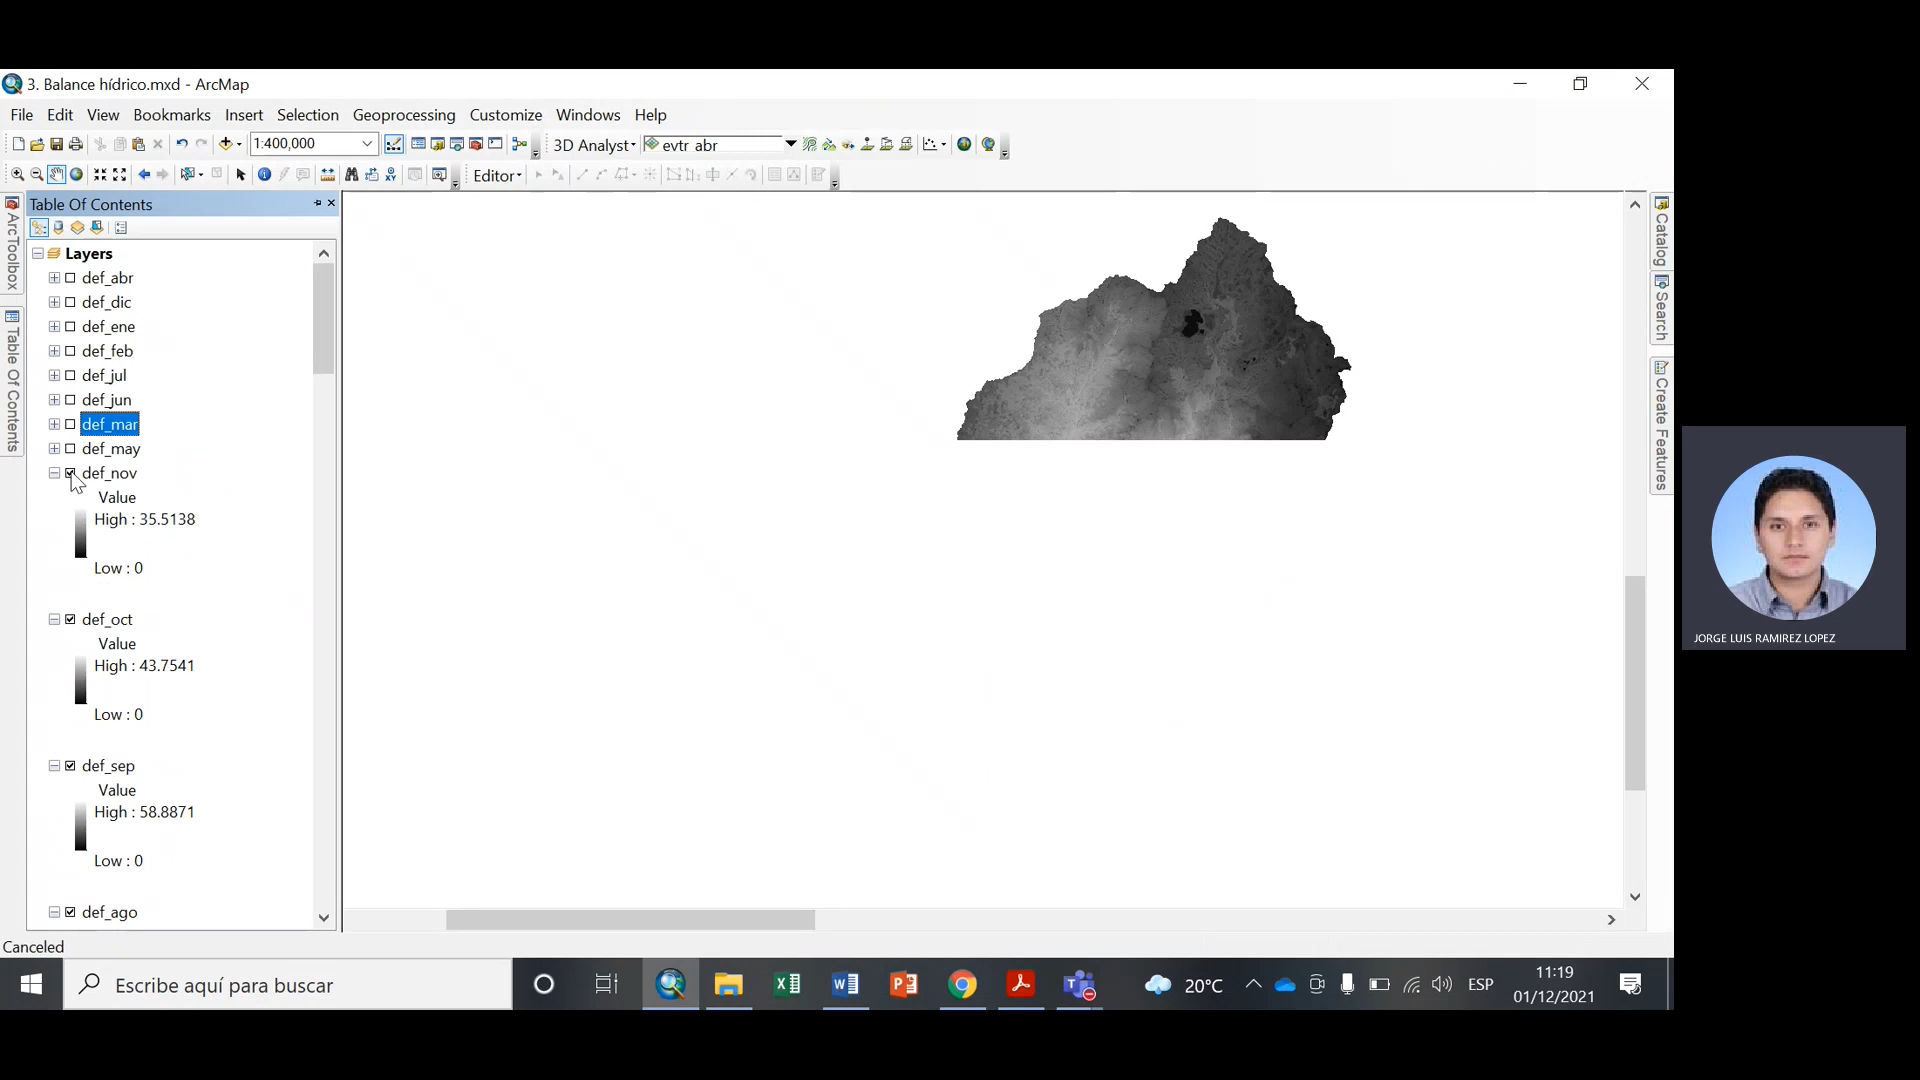 3. Balance hídrico.mxd - ArcMap
File Edit View Bookmarks Insert Selection Geoprocessing Customize Windows Help
1:400,000
3D Analyst
evtr abr
Editor
Table Of Contents
Layers
def_abr
def_dic
def_ene
def_feb
def_jul
def_jun
def_mar
def_may
def_nov
Value
High : 35.5138
Low : 0
def_oct
Value
High : 43.7541
Low : 0
def_sep
Value
High : 58.8871
Low : 0
def_ago
ArcToolbox
Table Of Contents
Catalog
Search
Create Features
JORGE LUIS RAMIREZ LOPEZ
Canceled
Escribe aquí para buscar
20°C
ESP
11:19
01/12/2021